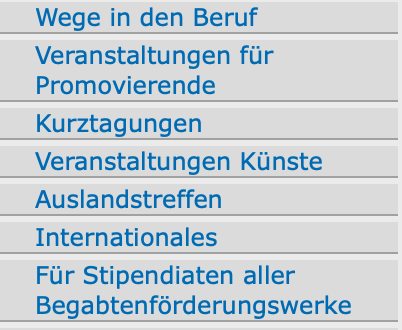 Wege in den Beruf
Veranstaltungen für
Promovierende
Kurztagungen
Veranstaltungen Künste
Auslandstreffen
Internationales
Für Stipendiaten aller
Begabtenförderungswerke